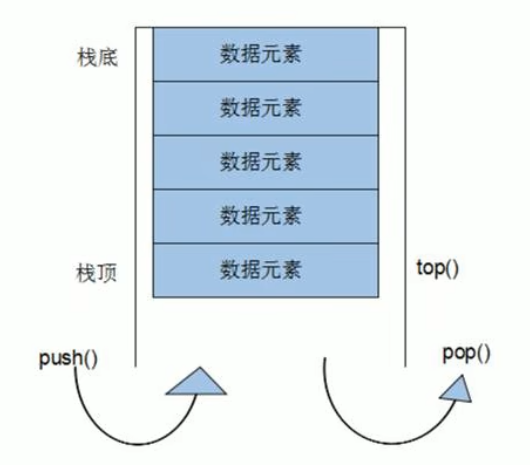 栈底 数据元素
数据元素
数据元素
数据元素
栈顶 数据元素 top()
push() pop()